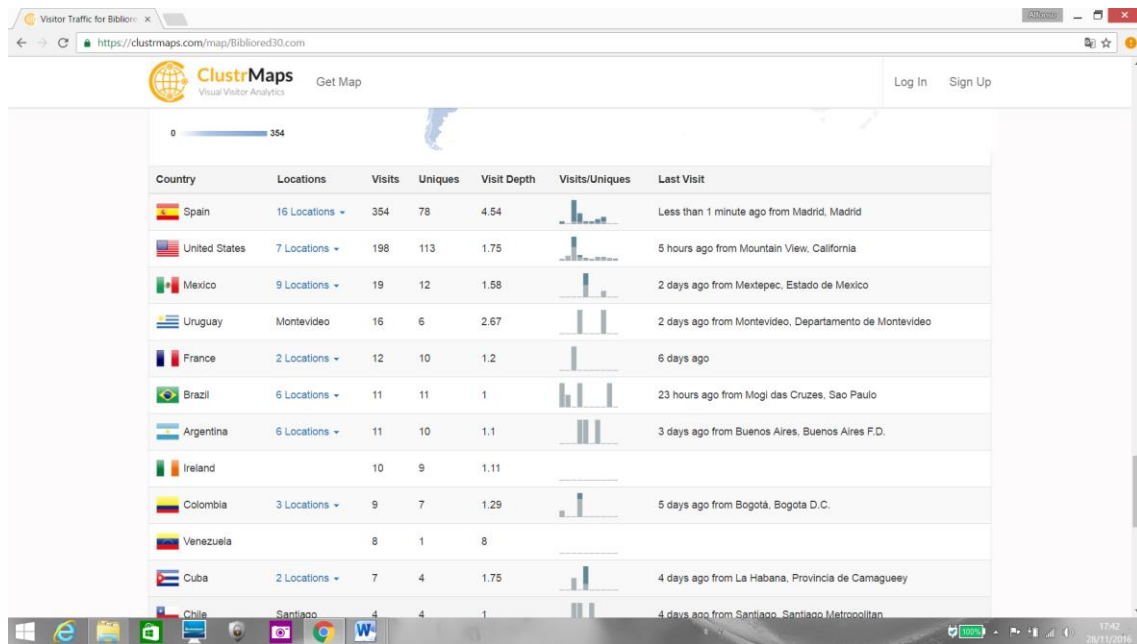 Visitor Traffic for Bibliore
Alfonso
https://clustrmaps.com/map/Bibliored30.com
ClustrMaps
Visual Visitor Analytics
Get Map
Log In Sign Up
0 354
Country Locations Visits Uniques Visit Depth Visits/Uniques Last Visit
Spain 16 Locations 354 78 4.54 Less than 1 minute ago from Madrid, Madrid
United States 7 Locations 198 113 1.75 5 hours ago from Mountain View, California
Mexico 9 Locations 19 12 1.58 2 days ago from Mextepec, Estado de Mexico
Uruguay Montevideo 16 6 2.67 2 days ago from Montevideo, Departamento de Montevideo
France 2 Locations 12 10 1.2 6 days ago
Brazil 6 Locations 11 11 1 23 hours ago from Mogi das Cruzes, Sao Paulo
Argentina 6 Locations 11 10 1.1 3 days ago from Buenos Aires, Buenos Aires F.D.
Ireland 10 9 1.11
Colombia 3 Locations 9 7 1.29 5 days ago from Bogotá, Bogota D.C.
Venezuela 8 1 8
Cuba 2 Locations 7 4 1.75 4 days ago from La Habana, Provincia de Camagueey
Chile Santiago 4 4 1 4 days ago from Santiago, Santiago Metropolitan
100%
17:42
28/11/2016